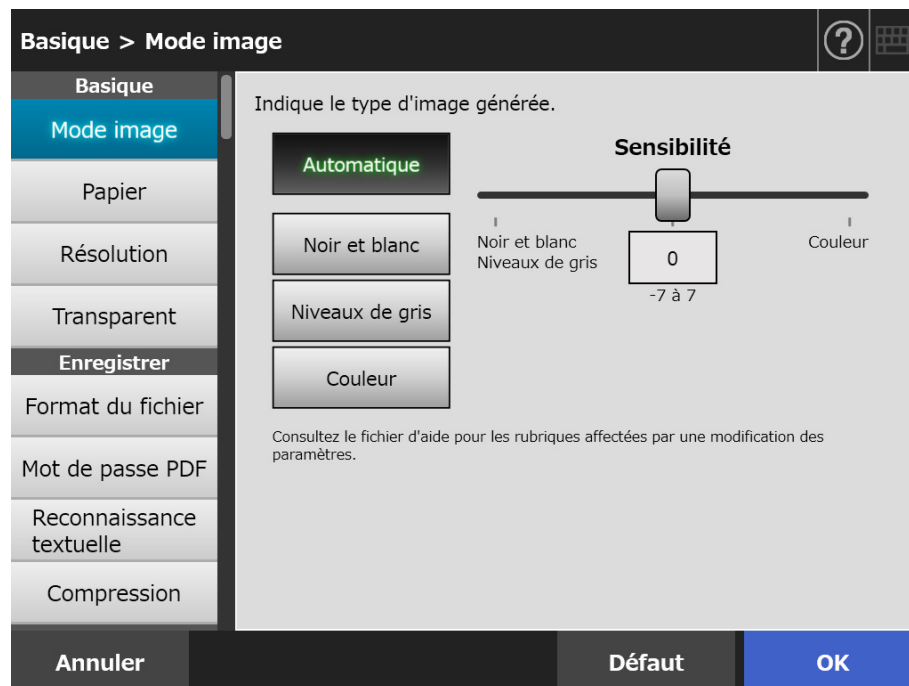 Basique > Mode image
?
Basique
Mode image
Papier
Résolution
Transparent
Enregistrer
Format du fichier
Mot de passe PDF
Reconnaissance
textuelle
Compression
Indique le type d'image générée.
Automatique
Noir et blanc
Niveaux de gris
Couleur
Sensibilité
Noir et blanc
Niveaux de gris
0
-7 à 7
Couleur
Consultez le fichier d'aide pour les rubriques affectées par une modification des
paramètres.
Annuler
Défaut
OK